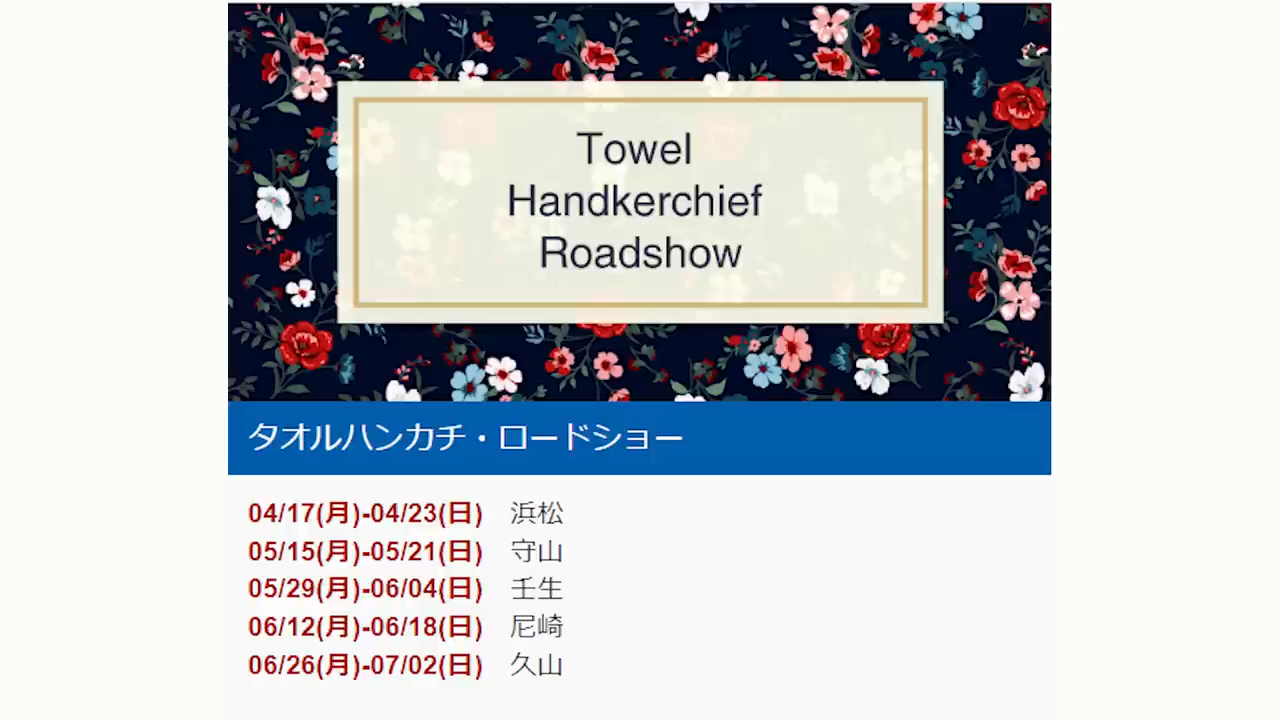 Towel
Handkerchief
Roadshow
タオルハンカチ・ロードショー
04/17(月)-04/23(日) 浜松
05/15(月)-05/21(日) 守山
05/29(月)-06/04(日) 壬生
06/12(月)-06/18(日) 尼崎
06/26(月)-07/02(日) 久山